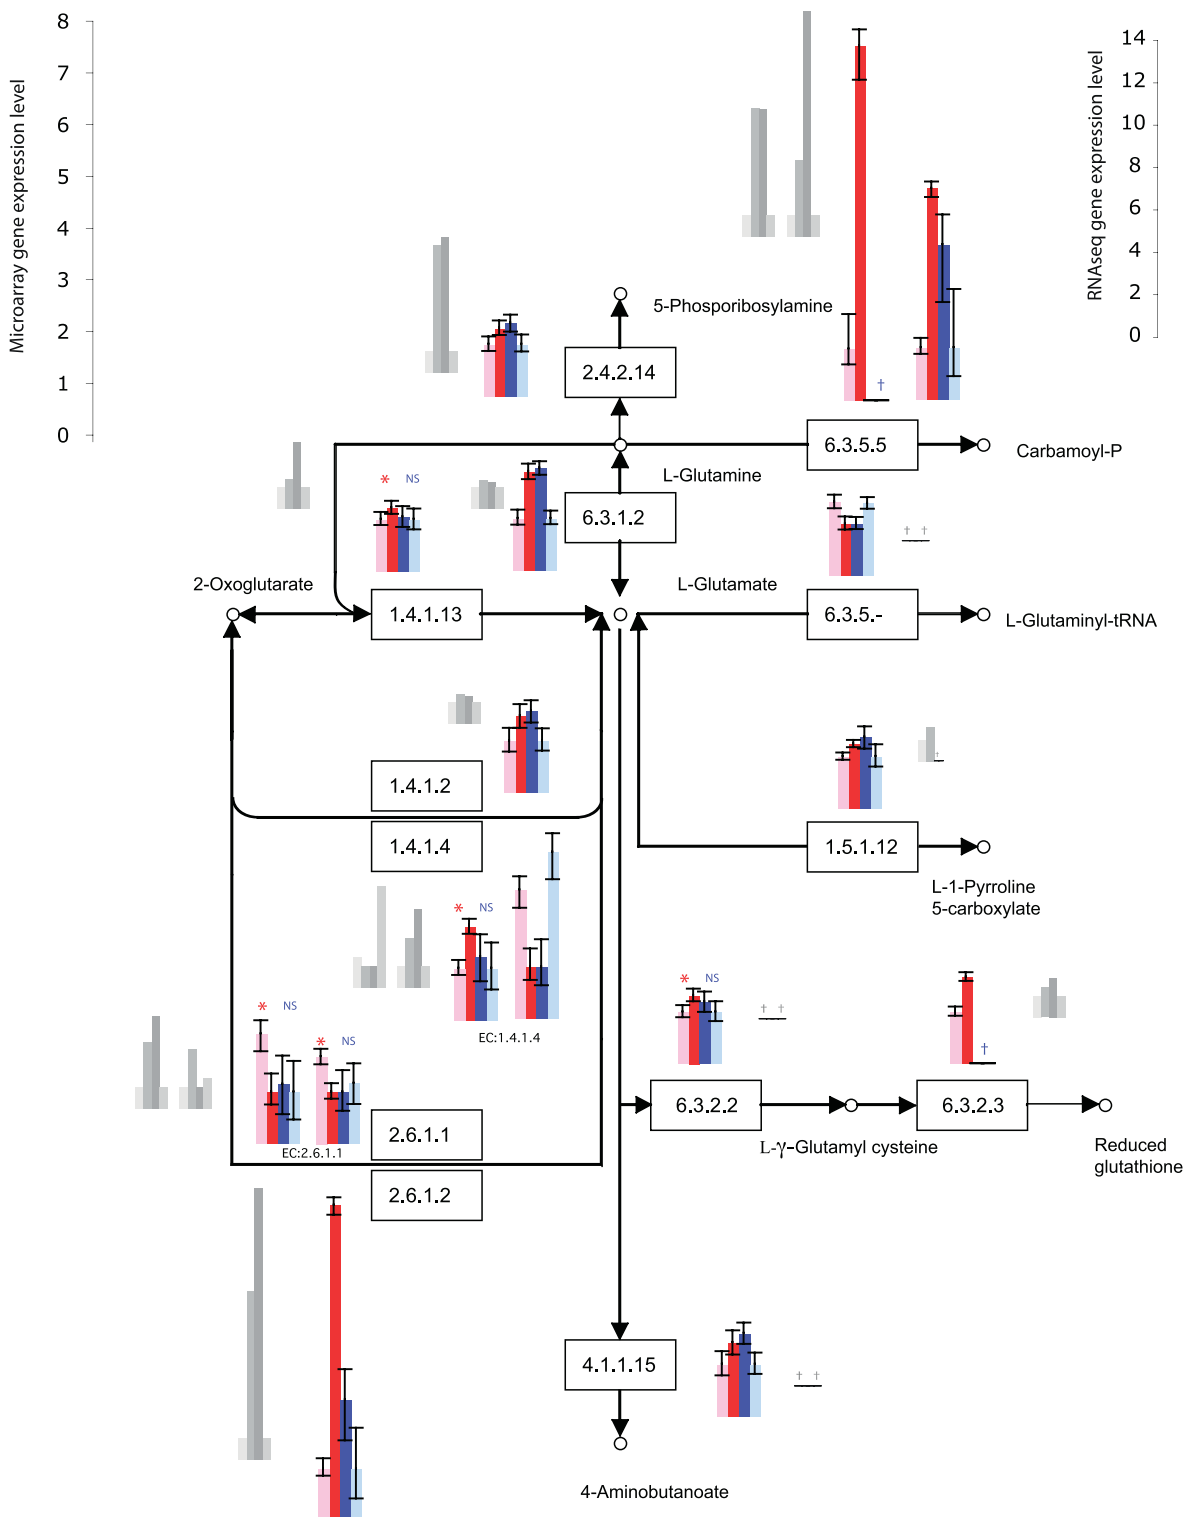 Microarray gene expression level
8
7
6
5
4
3
2
1
0
RNAseq gene expression level
14
12
10
8
6
4
2
0
5-Phosporibosylamine
2.4.2.14
†
6.3.5.5
Carbamoyl-P
L-Glutamine
* NS
6.3.1.2
† †
2-Oxoglutarate
L-Glutamate
1.4.1.13
6.3.5.-
L-Glutaminyl-tRNA
†
1.4.1.2
1.4.1.4
1.5.1.12
L-1-Pyrroline
5-carboxylate
* NS
EC:1.4.1.4
* NS
† †
†
* NS
* NS
EC:2.6.1.1
6.3.2.2
6.3.2.3
L-γ-Glutamyl cysteine
Reduced
glutathione
2.6.1.1
2.6.1.2
4.1.1.15
† †
4-Aminobutanoate